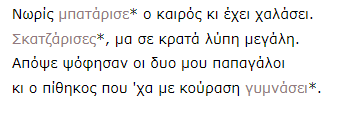 Νωρίς μπατάρισε* ο καιρός κι έχει χαλάσει.
Σκατζάρισες*, μα σε κρατά λύπη μεγάλη.
Απόψε ψόφησαν οι δυο μου παπαγάλοι
κι ο πίθηκος που 'χα με κούραση γυμνάσει*.